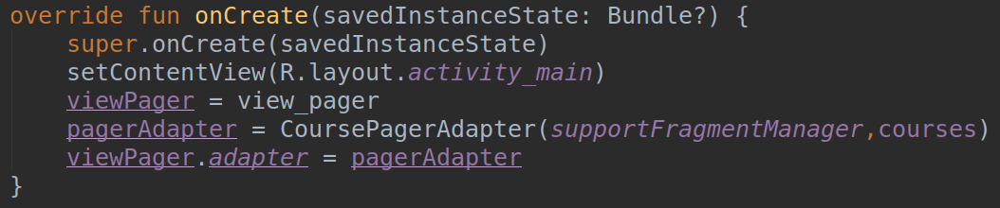 override fun onCreate(savedInstanceState: Bundle?) {
    super.onCreate(savedInstanceState)
    setContentView(R.layout.activity_main)
    viewPager = view_pager
    pagerAdapter = CoursePagerAdapter(supportFragmentManager,courses)
    viewPager.adapter = pagerAdapter
}